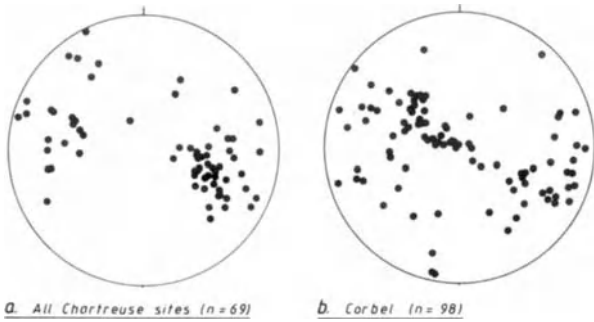 a. All Chartreuse sites (n=69)
b. Corbel (n=98)